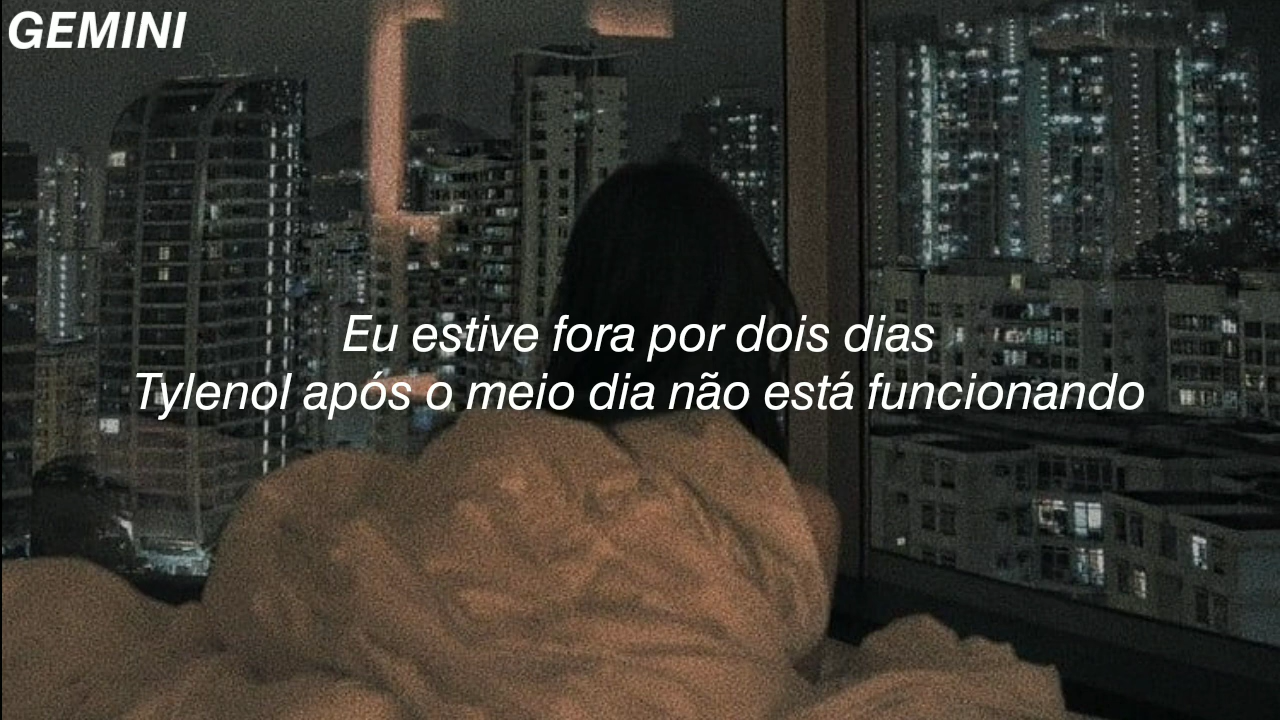 GEMINI
Eu estive fora por dois dias
Tylenol após o meio dia não está funcionando